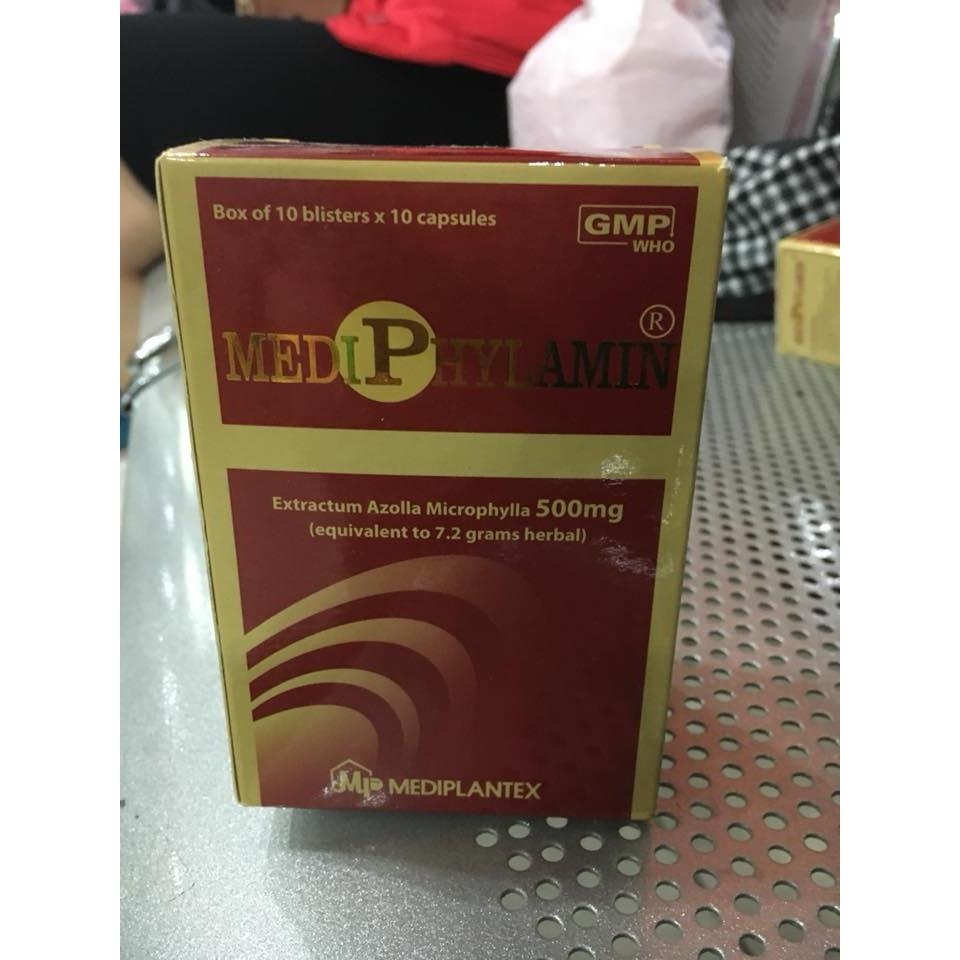 Box of 10 blisters x 10 capsules
GMP
WHO
MEDIPHYLAMIN®
Extractum Azolla Microphylla 500mg
(equivalent to 7.2 grams herbal)
MP MEDIPLANTEX